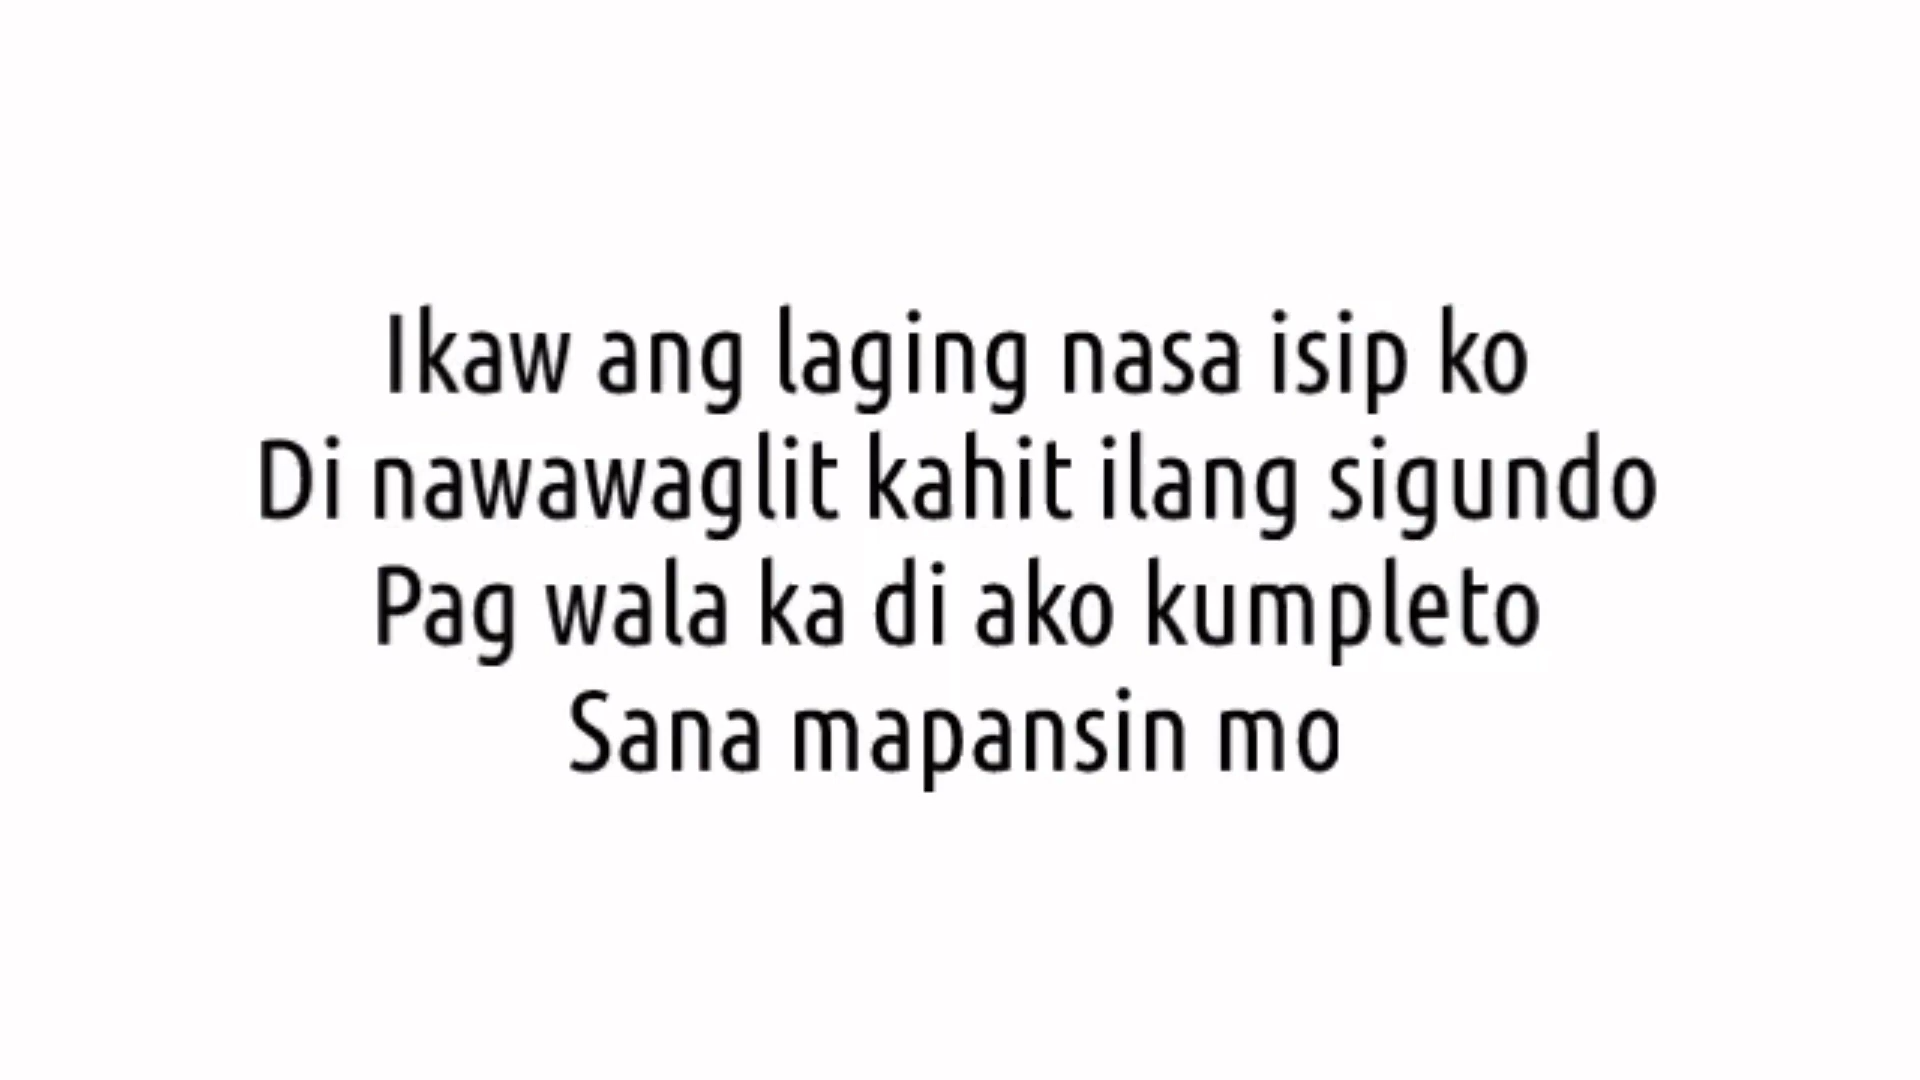 Ikaw ang laging nasa isip ko
Di nawawaglit kahit ilang sigundo
Pag wala ka di ako kumpleto
Sana mapansin mo